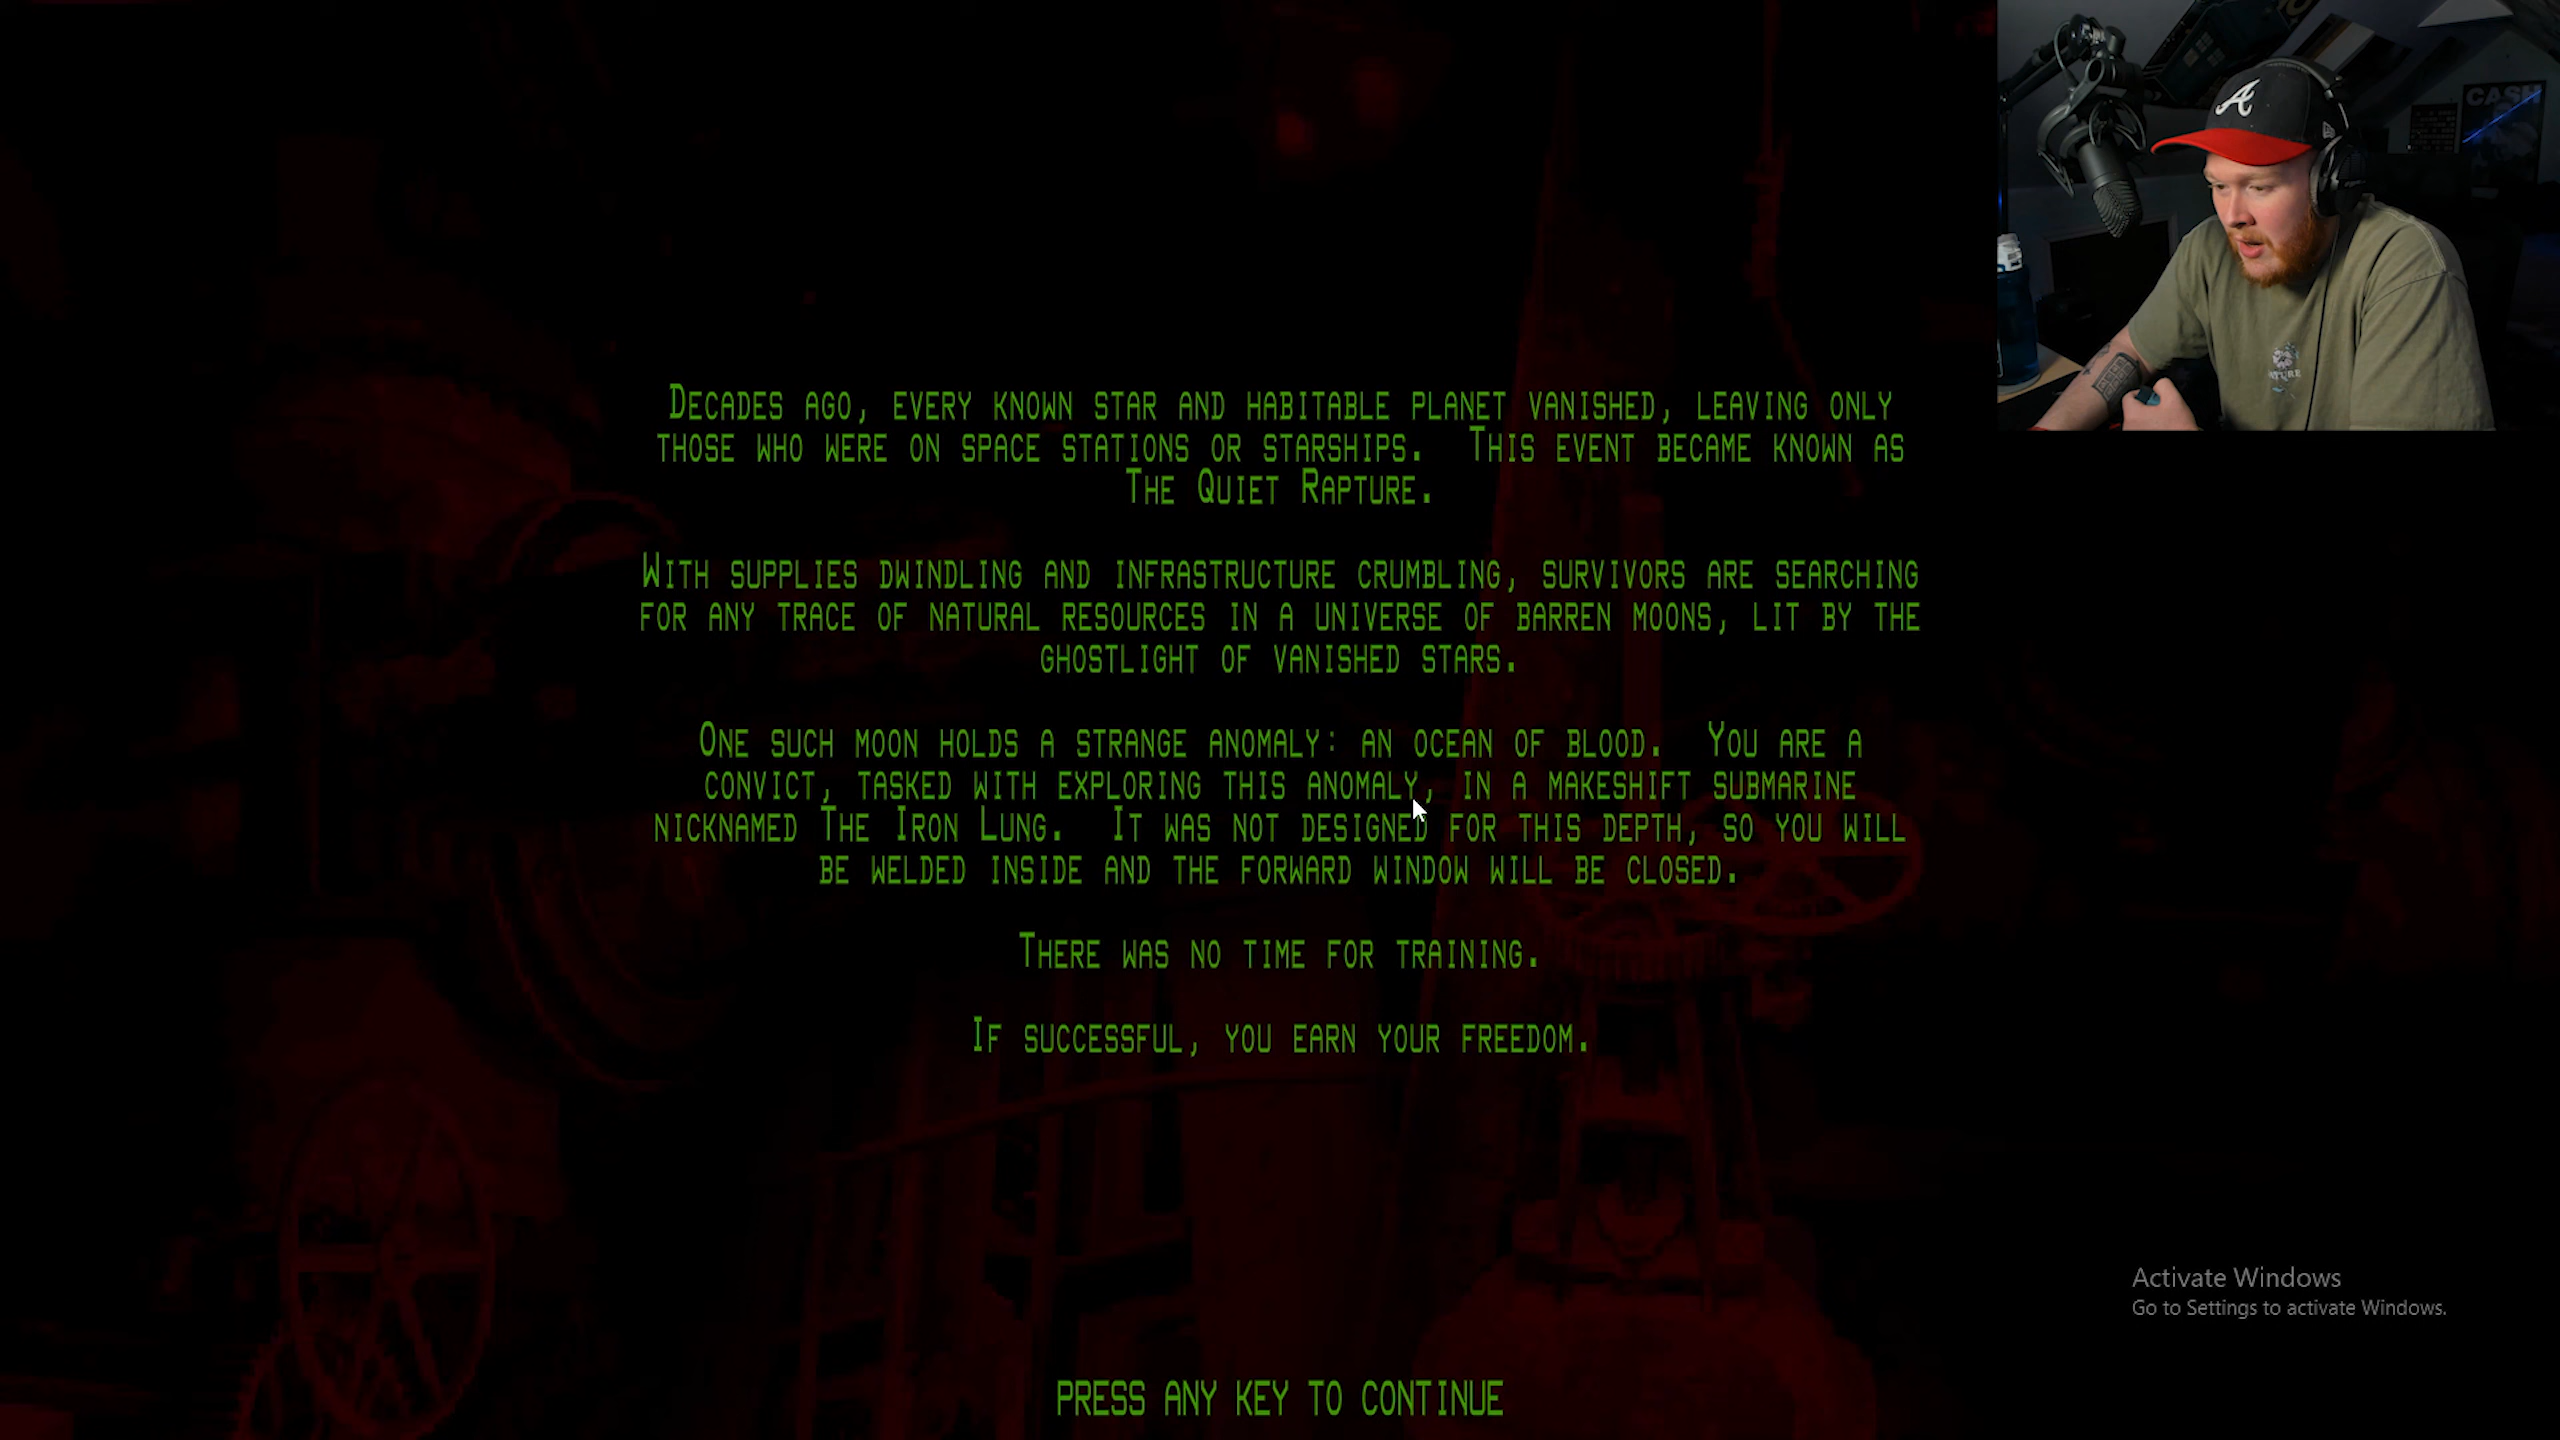 Decades ago, every known star and habitable planet vanished, leaving only
those who were on space stations or starships. This event became known as
The Quiet Rapture.
With supplies dwindling and infrastructure crumbling, survivors are searching
for any trace of natural resources in a universe of barren moons, lit by the
ghostlight of vanished stars.
One such moon holds a strange anomaly: an ocean of blood. You are a
convict, tasked with exploring this anomaly, in a makeshift submarine
nicknamed The Iron Lung. It was not designed for this depth, so you will
be welded inside and the forward window will be closed.
There was no time for training.
If successful, you earn your freedom.
PRESS ANY KEY TO CONTINUE
A
CASH
Activate Windows
Go to Settings to activate Windows.